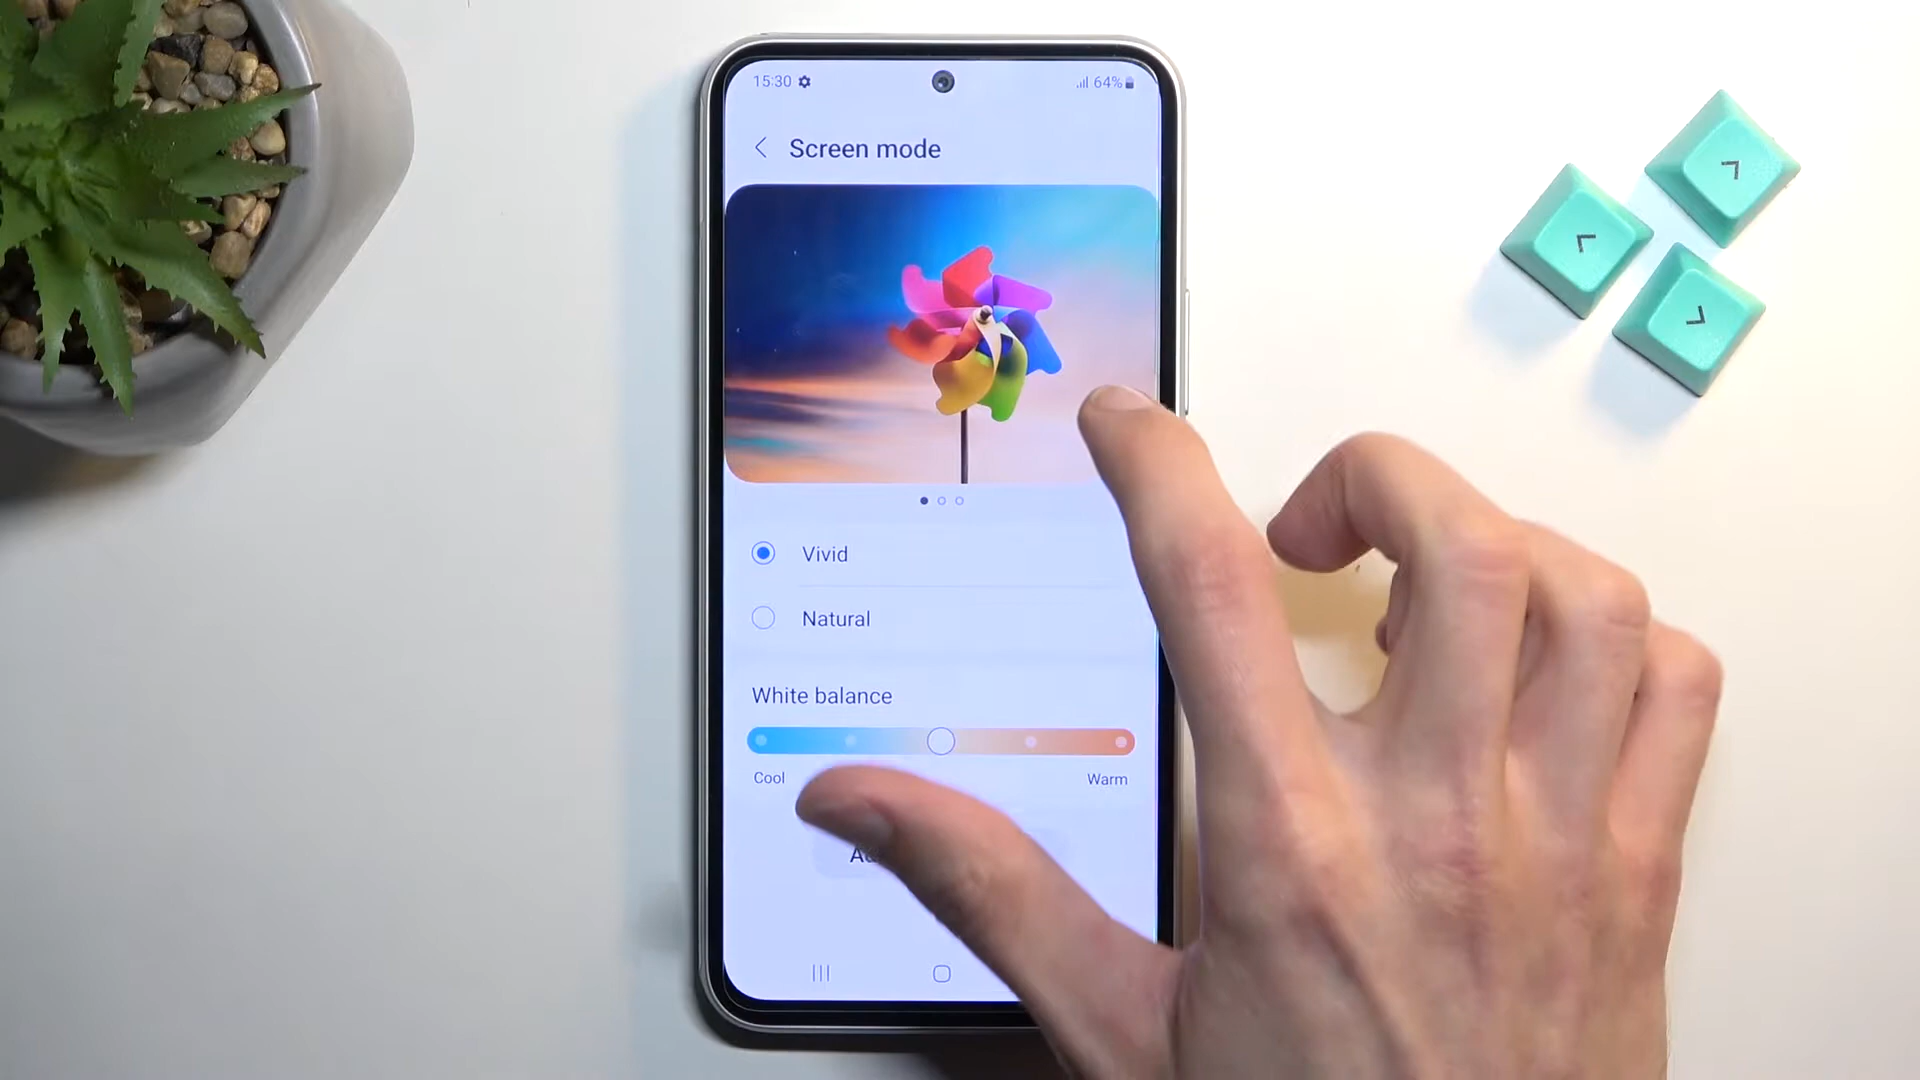 15:30 64%
Screen mode
Vivid
Natural
White balance
Cool Warm